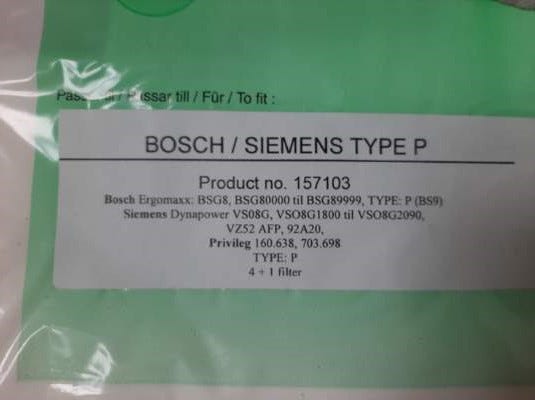 / Passar till / Für / To fit :
BOSCH / SIEMENS TYPE P
Product no. 157103
Bosch Ergomaxx: BSG8, BSG80000 til BSG89999, TYPE: P (BS9)
Siemens Dynapower VS08G, VSO8G1800 til VSO8G2090,
VZ52 AFP, 92A20,
Privileg 160.638, 703.698
TYPE: P
4 + 1 filter